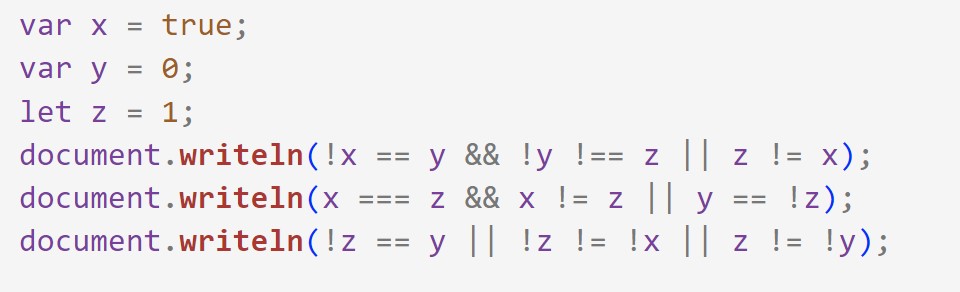 var x = true;
var y = 0;
let z = 1;
document.writeln(!x == y && !y !== z || z != x);
document.writeln(x === z && x != z || y == !z);
document.writeln(!z == y || !z != !x || z != !y);